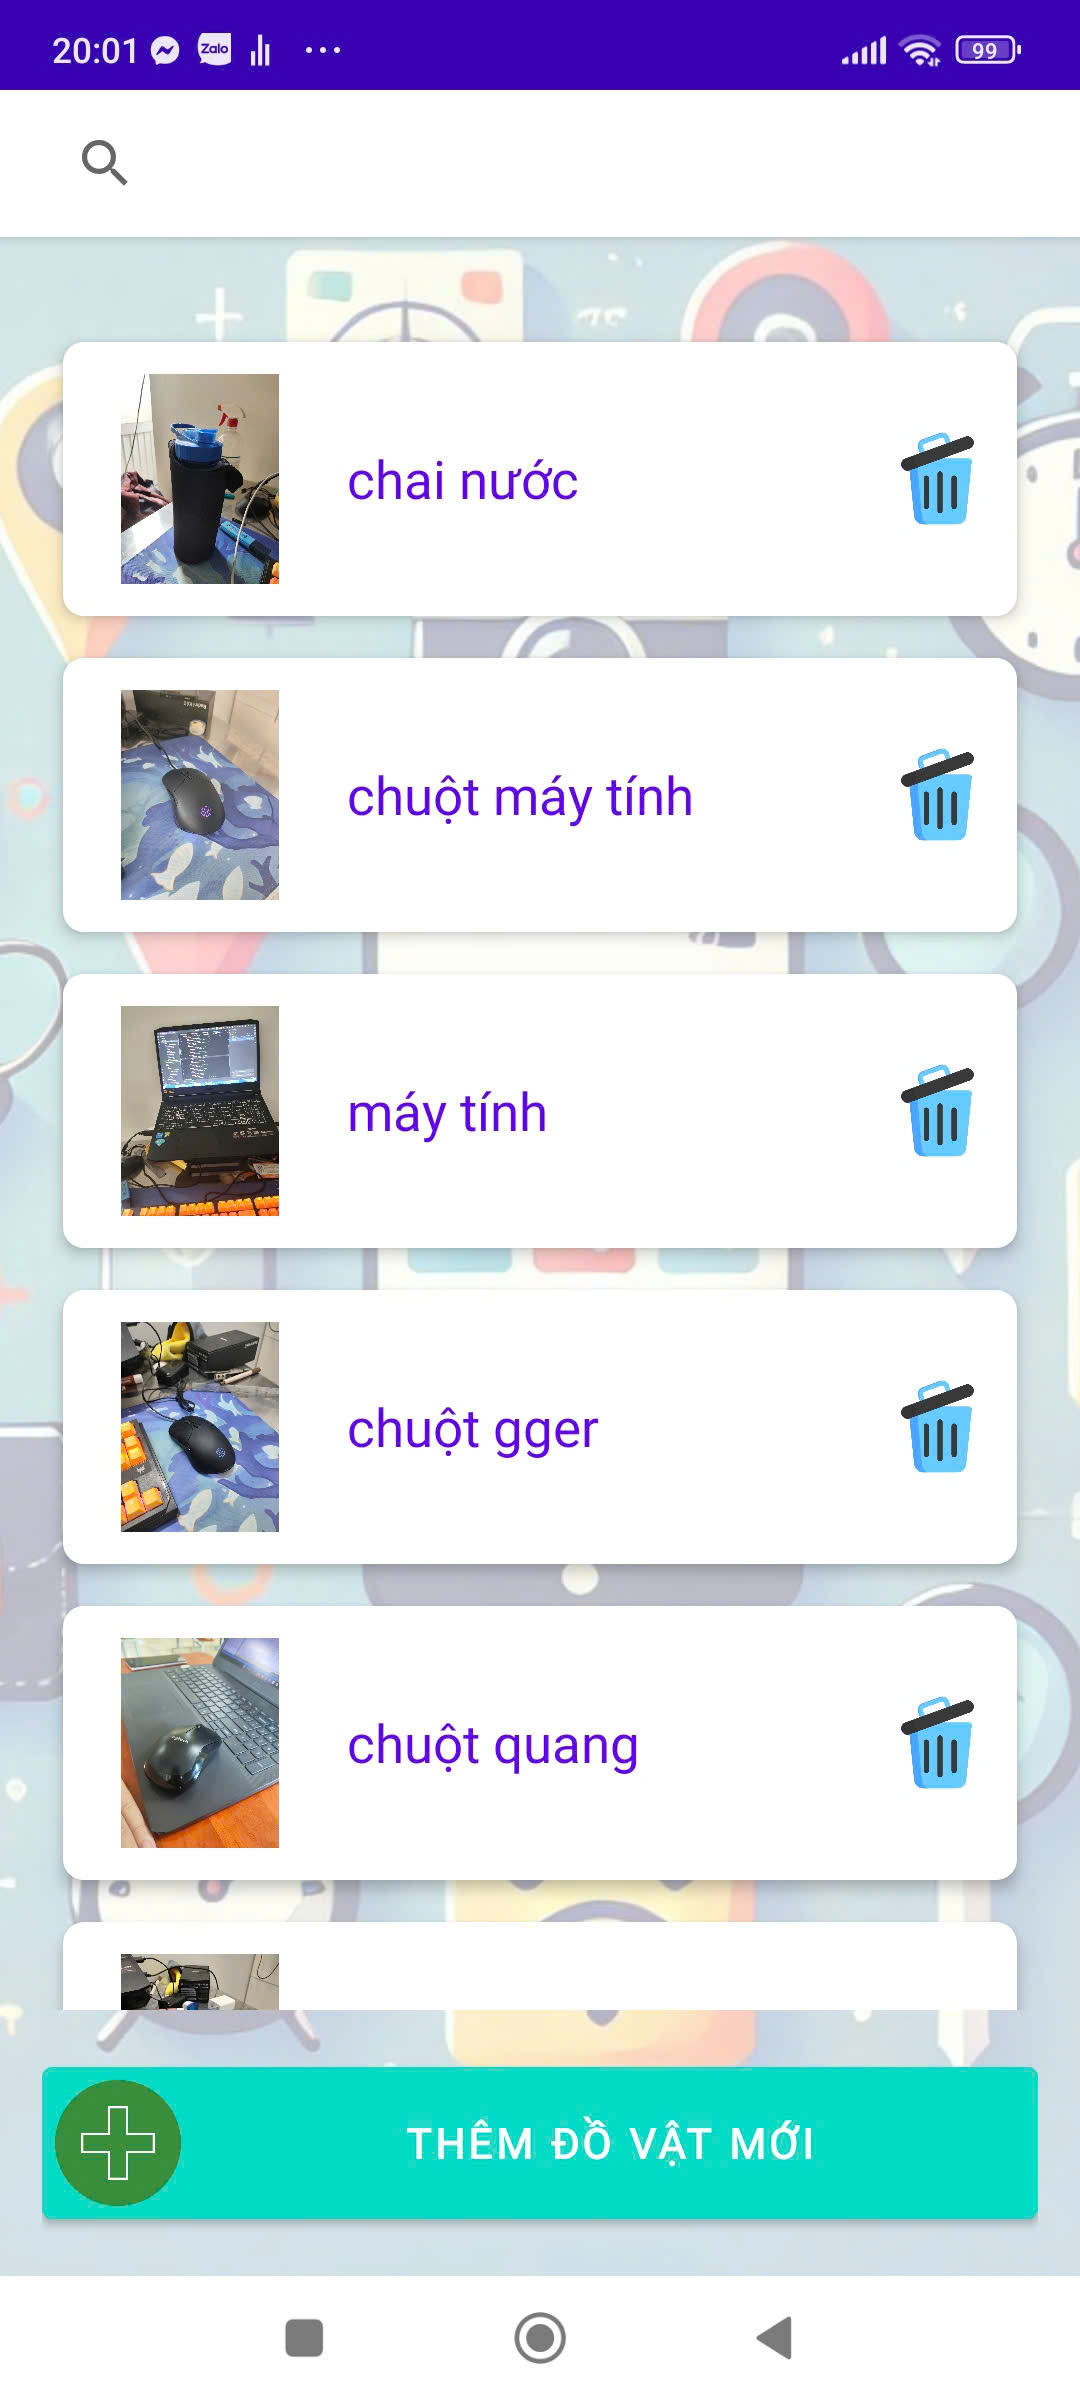 20:01
Zalo
99
chai nước
chuột máy tính
máy tính
chuột gger
chuột quang
THÊM ĐỒ VẬT MỚI